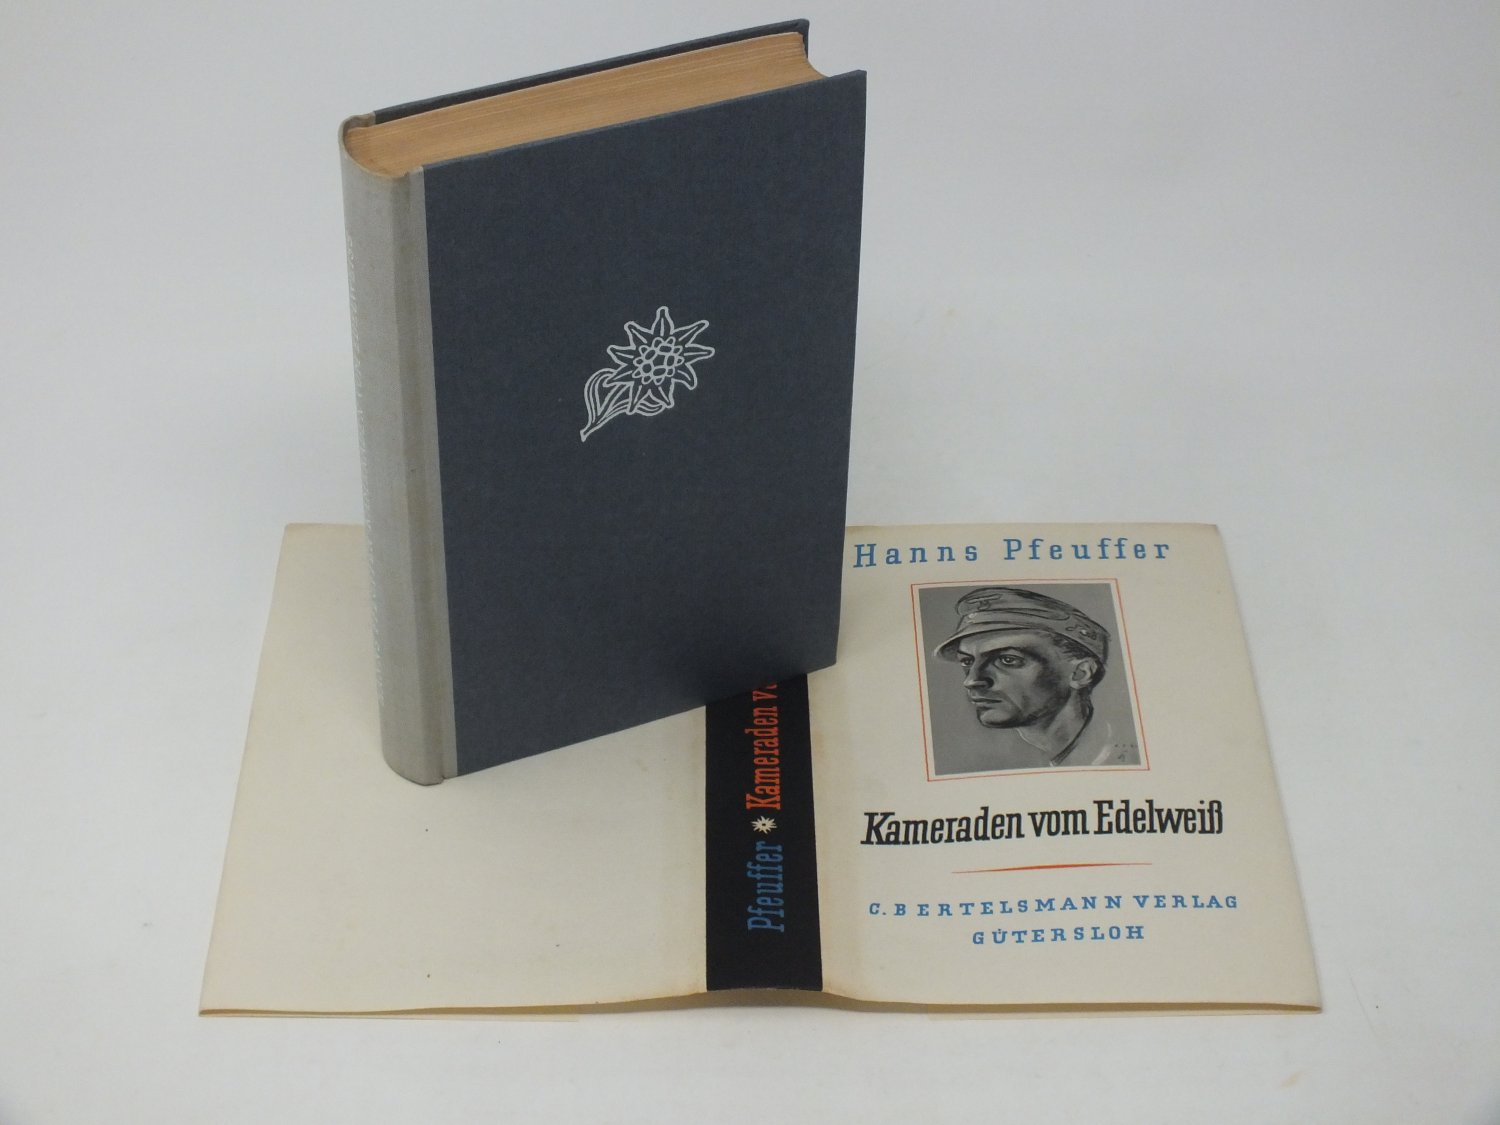 Hanns Pfeuffer
Kameraden vom Edelweiß
C. BERTELSMANN VERLAG
GÜTERSLOH
Pfeuffer * Kameraden